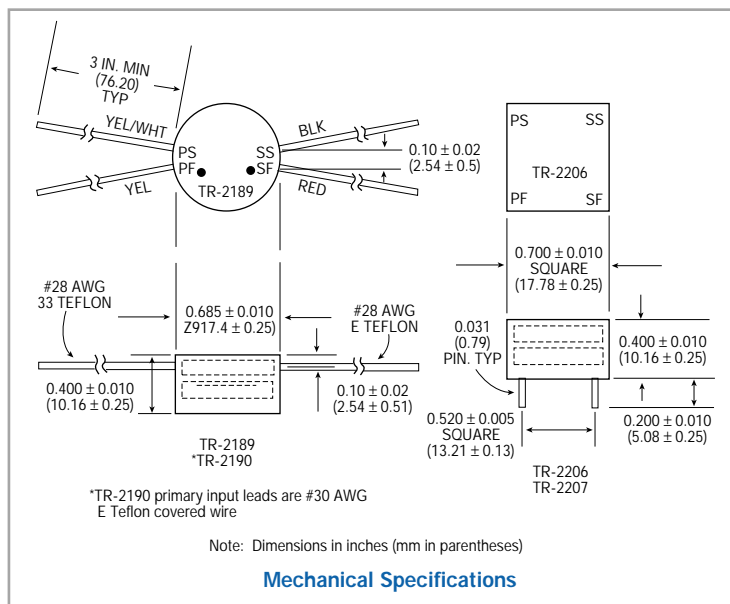 3 IN. MIN
(76.20)
TYP
YEL/WHT
BLK
PS
SS
PF
SF
TR-2189
YEL
RED
0.10 ± 0.02
(2.54 ± 0.5)
PS
SS
TR-2206
PF
SF
0.700 ± 0.010
SQUARE
(17.78 ± 0.25)
#28 AWG
33 TEFLON
0.685 ± 0.010
Z917.4 ± 0.25)
#28 AWG
E TEFLON
0.400 ± 0.010
(10.16 ± 0.25)
0.10 ± 0.02
(2.54 ± 0.51)
TR-2189
*TR-2190
0.031
(0.79)
PIN. TYP
0.400 ± 0.010
(10.16 ± 0.25)
0.520 ± 0.005
SQUARE
(13.21 ± 0.13)
0.200 ± 0.010
(5.08 ± 0.25)
TR-2206
TR-2207
*TR-2190 primary input leads are #30 AWG
E Teflon covered wire
Note: Dimensions in inches (mm in parentheses)
Mechanical Specifications